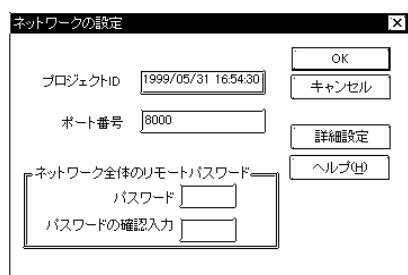 ネットワークの設定
プロジェクトID 1999/05/31 16:54:30
ポート番号 8000
ネットワーク全体のリモートパスワード
パスワード
パスワードの確認入力
OK
キャンセル
詳細設定
ヘルプ(H)